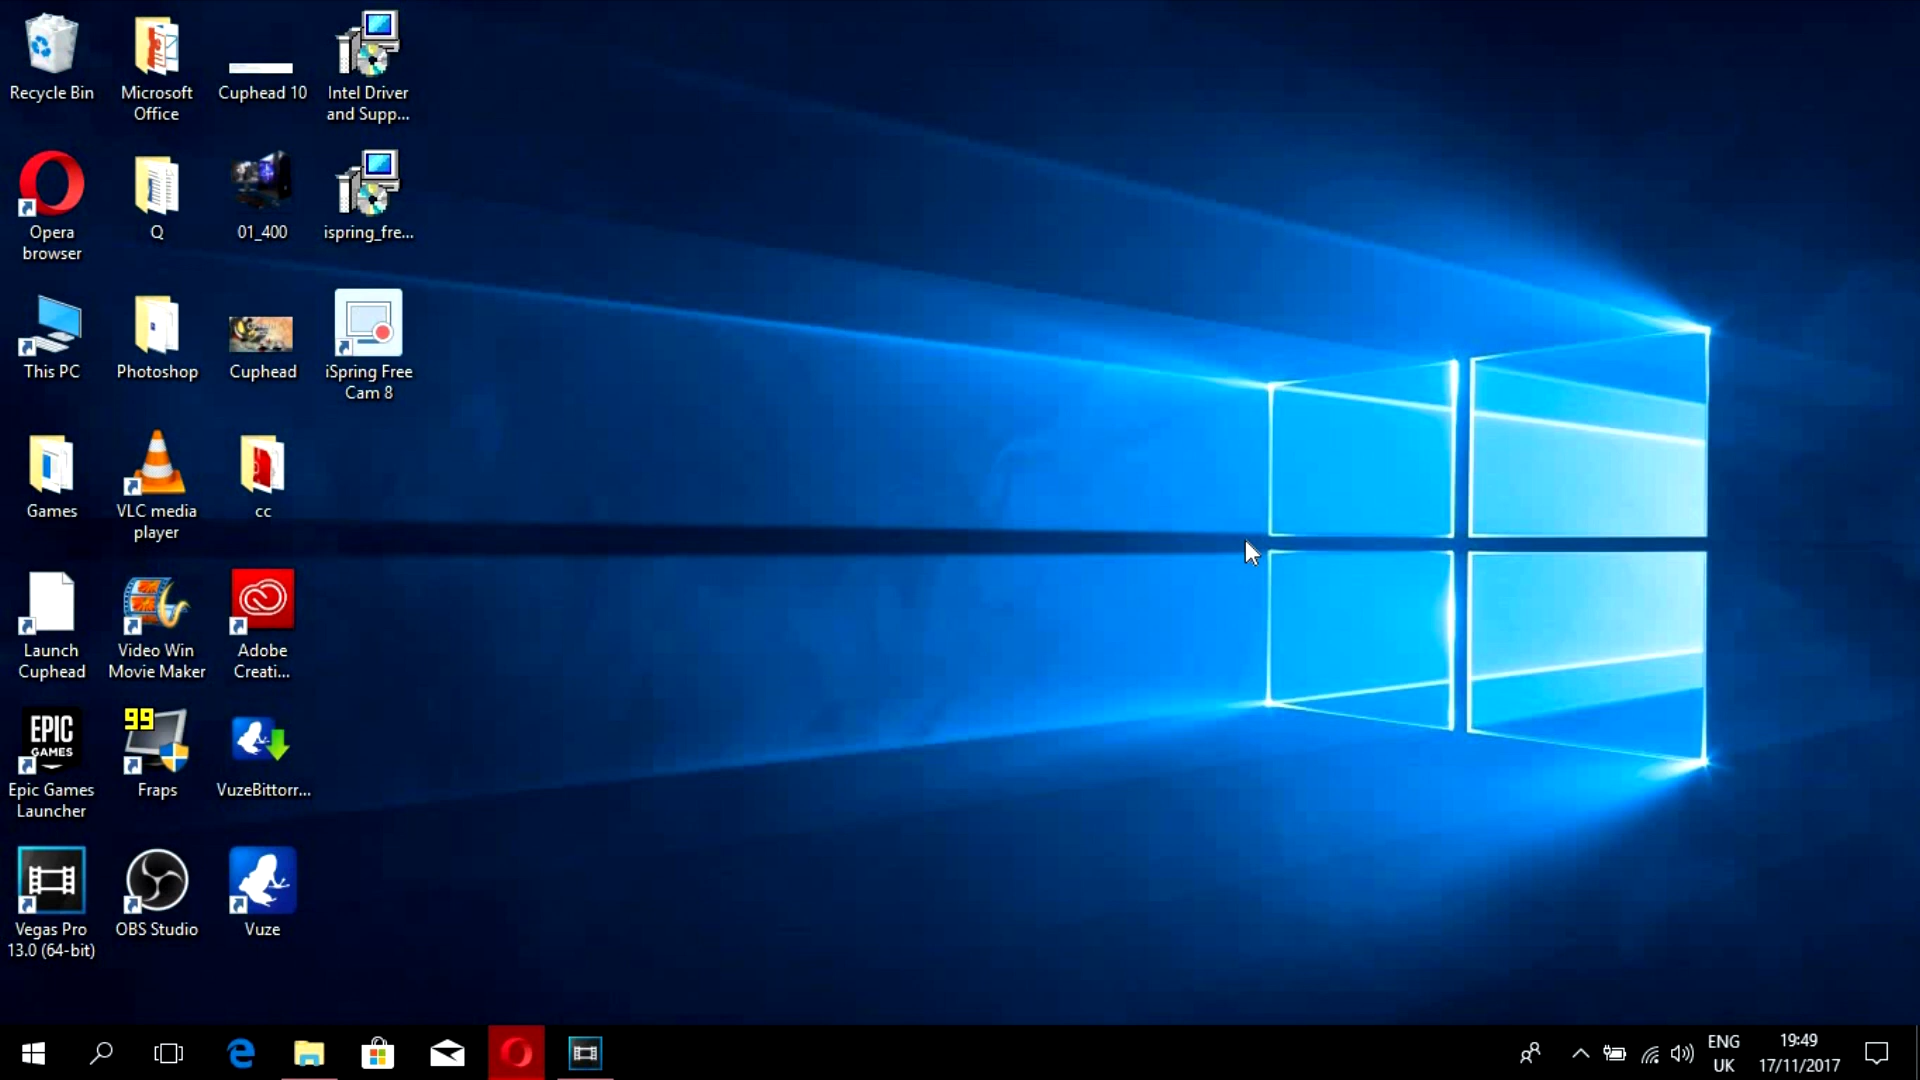 Recycle Bin
Microsoft
Office
Cuphead 10
Intel Driver
and Supp...
Opera
browser
Q
01_400
ispring_fre...
This PC
Photoshop
Cuphead
iSpring Free
Cam 8
Games
VLC media
player
cc
Launch
Cuphead
Video Win
Movie Maker
Adobe
Creati...
EPIC
GAMES
Epic Games
Launcher
99
Fraps
VuzeBittorr...
Vegas Pro
13.0 (64-bit)
OBS Studio
Vuze
ENG
UK
19:49
17/11/2017